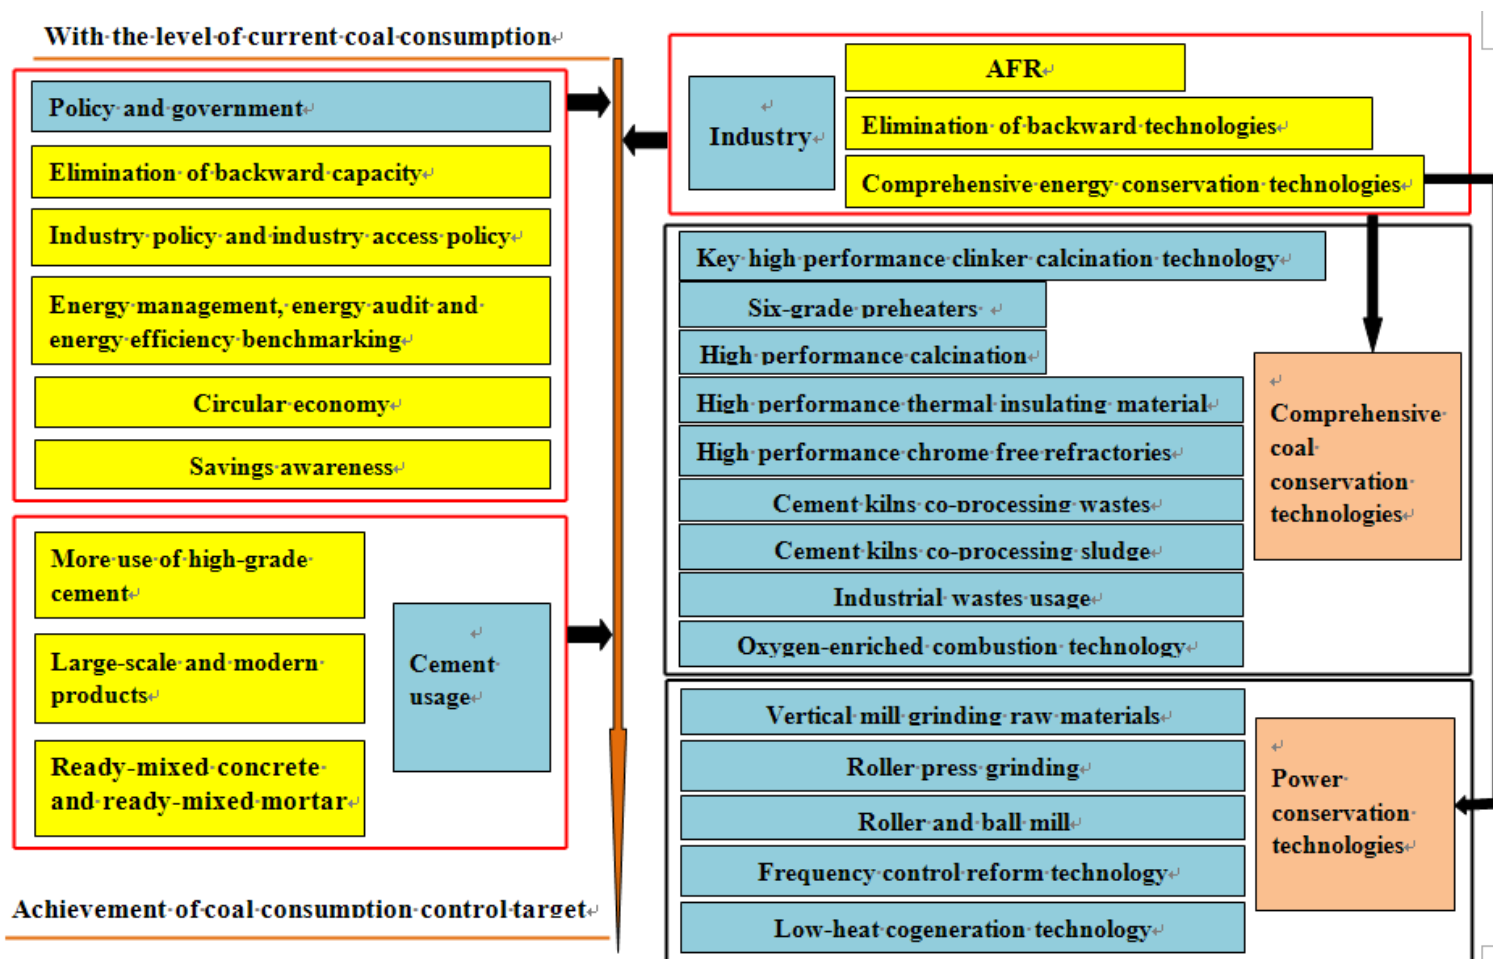 With the level of current coal consumption
Policy and government
Elimination of backward capacity
Industry policy and industry access policy
Energy management, energy audit and
energy efficiency benchmarking
Circular economy
Savings awareness
More use of high-grade
cement
Large-scale and modern
products
Ready-mixed concrete
and ready-mixed mortar
Cement
usage
Achievement of coal consumption control target
Industry
AFR
Elimination of backward technologies
Comprehensive energy conservation technologies
Key high performance clinker calcination technology
Six-grade preheaters
High performance calcination
High performance thermal insulating material
High performance chrome free refractories
Cement kilns co-processing wastes
Cement kilns co-processing sludge
Industrial wastes usage
Oxygen-enriched combustion technology
Comprehensive
coal
conservation
technologies
Vertical mill grinding raw materials
Roller press grinding
Roller and ball mill
Frequency control reform technology
Low-heat cogeneration technology
Power
conservation
technologies